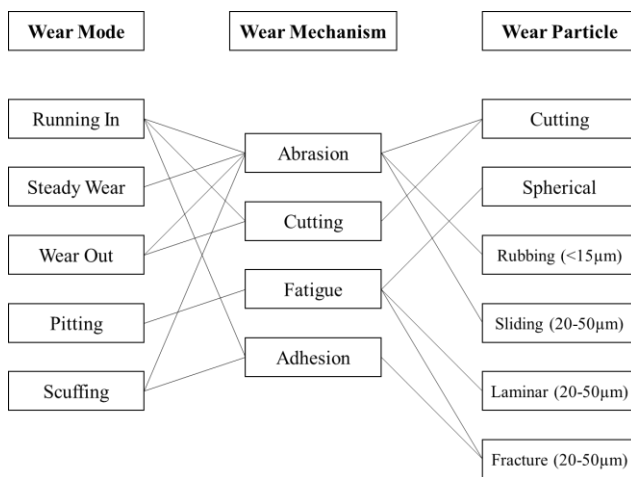 Wear Mode
Wear Mechanism
Wear Particle
Running In
Steady Wear
Wear Out
Pitting
Scuffing
Abrasion
Cutting
Fatigue
Adhesion
Cutting
Spherical
Rubbing (<15μm)
Sliding (20-50μm)
Laminar (20-50μm)
Fracture (20-50μm)